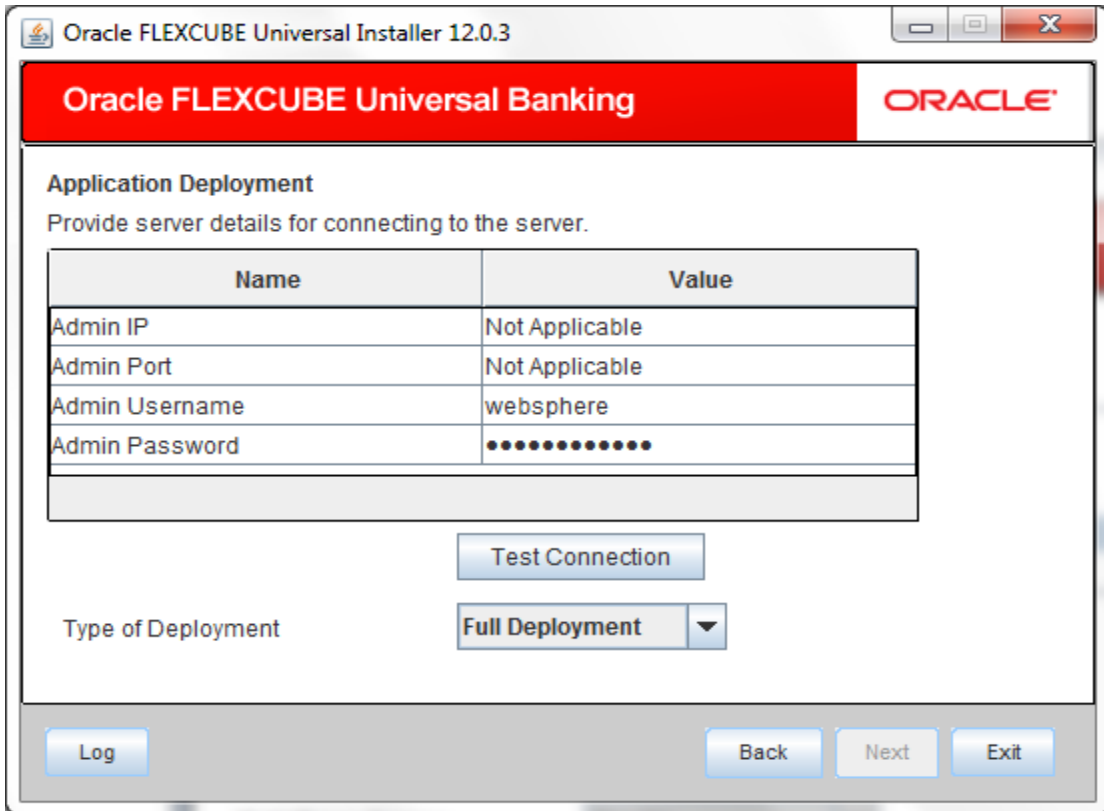 Oracle FLEXCUBE Universal Installer 12.0.3
Oracle FLEXCUBE Universal Banking
ORACLE
Application Deployment
Provide server details for connecting to the server.
Name Value
Admin IP Not Applicable
Admin Port Not Applicable
Admin Username websphere
Admin Password ••••••••••••
Test Connection
Type of Deployment Full Deployment
Log Back Next Exit